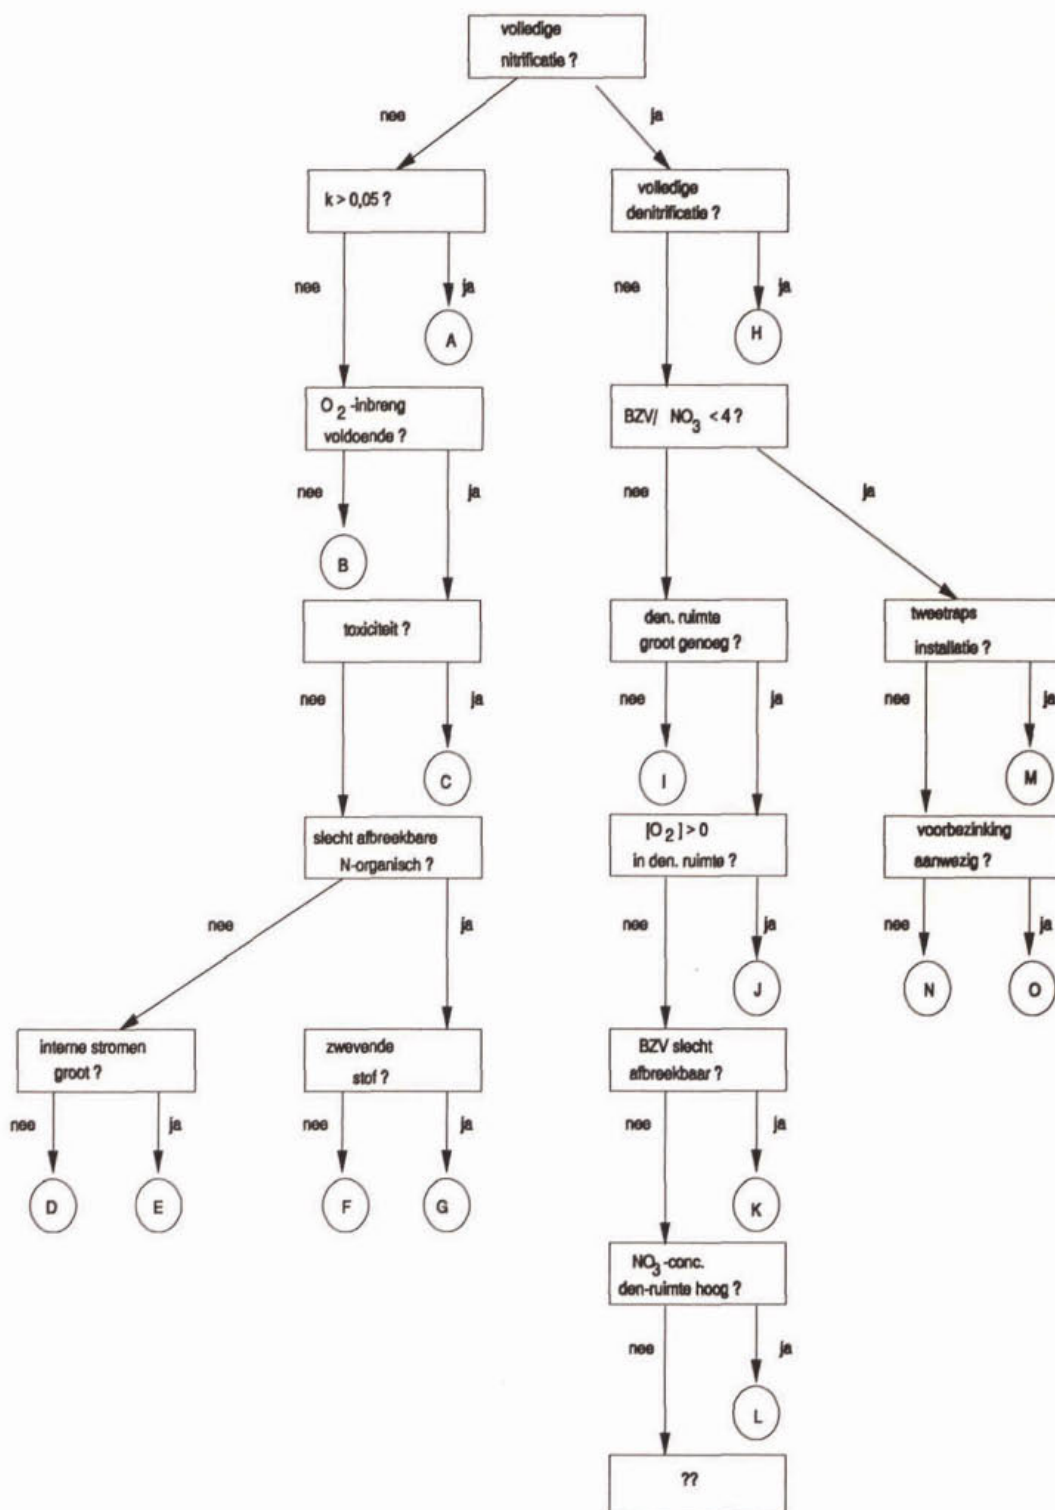 volledige
nitrificatie ?
nee
ja
k > 0,05 ?
volledige
denitrificatie ?
nee
ja
nee
ja
A
H
O2-inbreng
voldoende ?
BZV/ NO3 < 4 ?
nee
ja
nee
ja
B
toxiciteit ?
den. ruimte
groot genoeg ?
tweetraps
installatie ?
nee
ja
nee
ja
nee
ja
C
I
M
slecht afbreekbare
N-organisch ?
[O2] > 0
in den. ruimte ?
voorbezinking
aanwezig ?
nee
ja
nee
ja
nee
ja
J
N
O
interne stromen
groot ?
zwevende
stof ?
BZV slecht
afbreekbaar ?
nee
ja
nee
ja
nee
ja
D
E
F
G
K
NO3-conc.
den-ruimte hoog ?
nee
ja
L
??